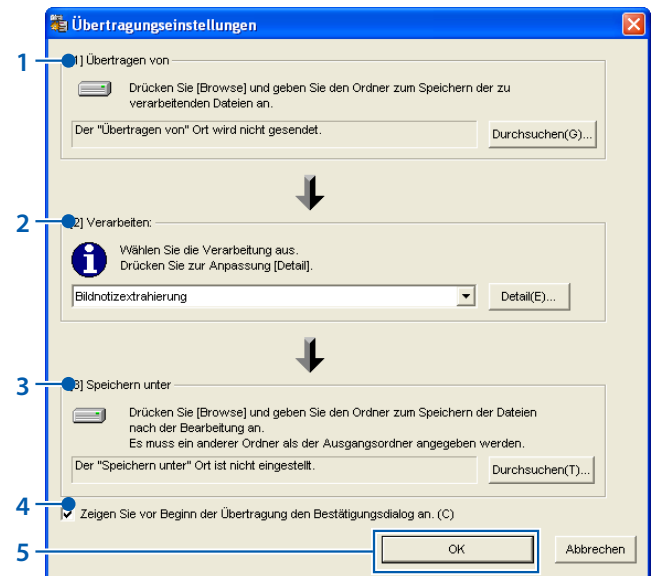 Übertragungseinstellungen
1
[1] Übertragen von
Drücken Sie [Browse] und geben Sie den Ordner zum Speichern der zu
verarbeitenden Dateien an.
Der "Übertragen von" Ort wird nicht gesendet.
Durchsuchen(G)...
2
[2] Verarbeiten:
Wählen Sie die Verarbeitung aus.
Drücken Sie zur Anpassung [Detail].
Bildnotizextrahierung
Detail(E)...
3
[3] Speichern unter
Drücken Sie [Browse] und geben Sie den Ordner zum Speichern der Dateien
nach der Bearbeitung an.
Es muss ein anderer Ordner als der Ausgangsordner angegeben werden.
Der "Speichern unter" Ort ist nicht eingestellt.
Durchsuchen(T)...
4
Zeigen Sie vor Beginn der Übertragung den Bestätigungsdialog an. (C)
5
OK
Abbrechen